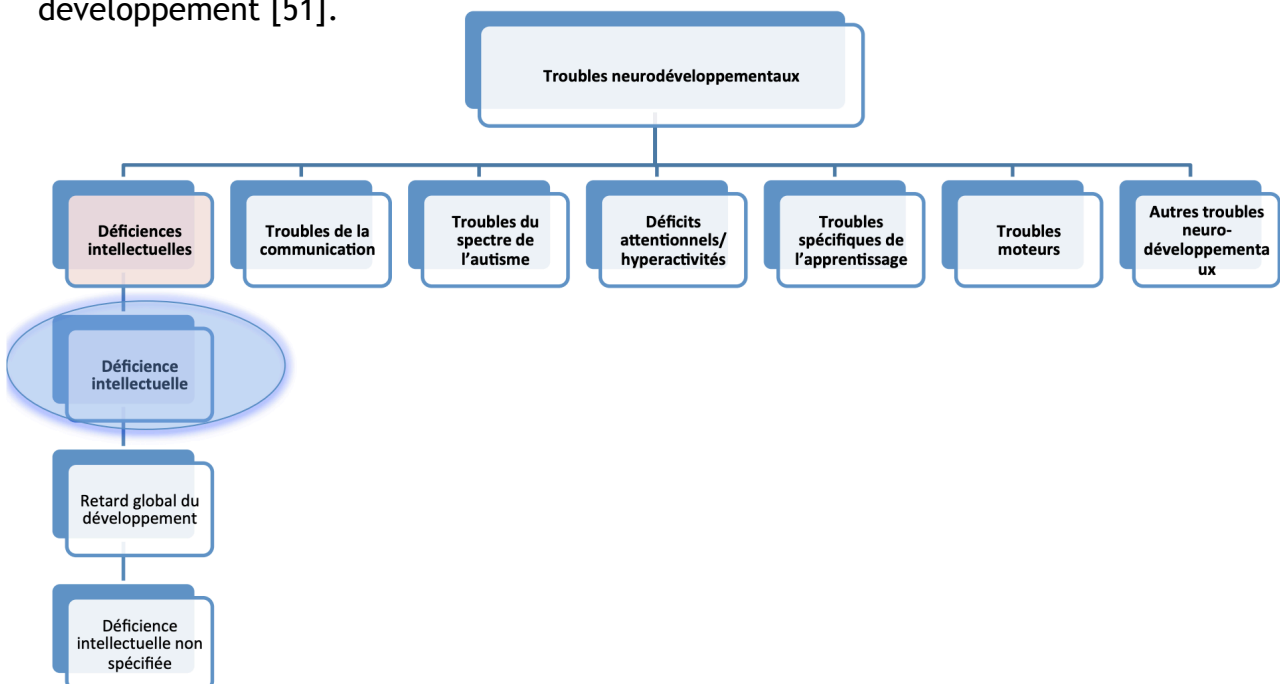 développement [51].
Troubles neurodéveloppementaux
Déficiences
intellectuelles
Troubles de la
communication
Troubles du
spectre de
l'autisme
Déficits
attentionnels/
hyperactivités
Troubles
spécifiques de
l'apprentissage
Troubles
moteurs
Autres troubles
neuro-
développementa
ux
Déficience
intellectuelle
Retard global du
développement
Déficience
intellectuelle non
spécifiée